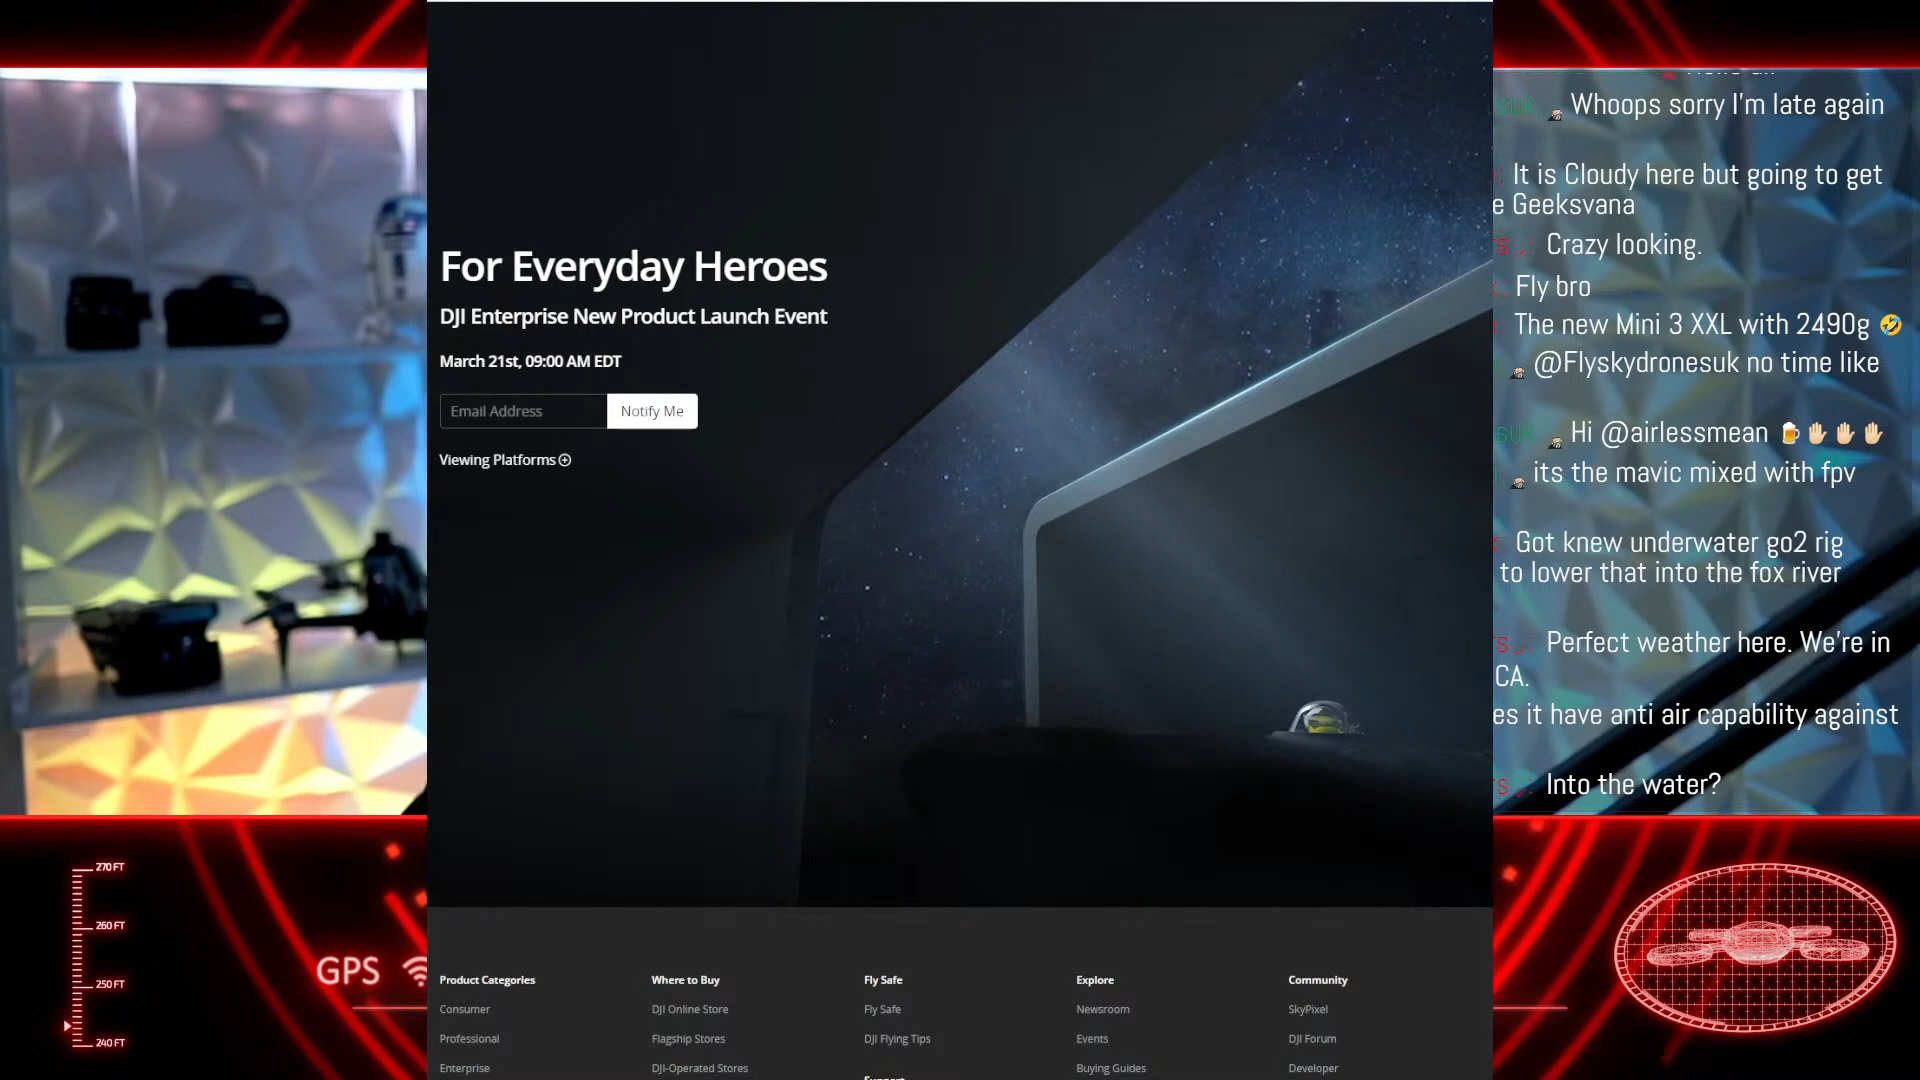 For Everyday Heroes
DJI Enterprise New Product Launch Event
March 21st, 09:00 AM EDT
Email Address
Notify Me
Viewing Platforms
Product Categories
Consumer
Professional
Enterprise
Where to Buy
DJI Online Store
Flagship Stores
DJI-Operated Stores
Fly Safe
Fly Safe
DJI Flying Tips
Explore
Newsroom
Events
Buying Guides
Community
SkyPixel
DJI Forum
Developer
Whoops sorry I'm late again
It is Cloudy here but going to get
e Geeksvana
Crazy looking.
Fly bro
The new Mini 3 XXL with 2490g 🤣
@Flyskydronesuk no time like
Hi @airlessmean 🍺✋🏻✋🏻✋🏻
its the mavic mixed with fpv
Got knew underwater go2 rig
to lower that into the fox river
Perfect weather here. We're in
CA.
es it have anti air capability against
Into the water?
270 FT
260 FT
250 FT
240 FT
GPS